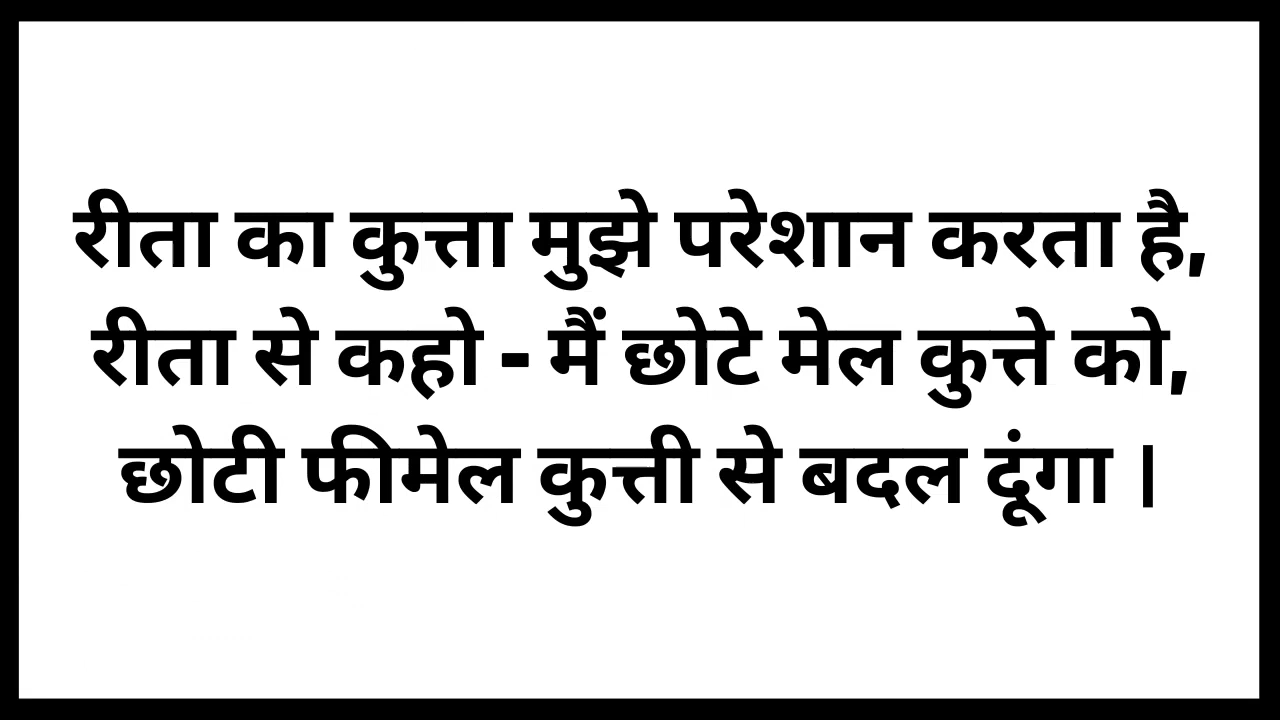 रीता का कुत्ता मुझे परेशान करता है,
रीता से कहो - मैं छोटे मेल कुत्ते को,
छोटी फीमेल कुत्ती से बदल दूंगा |